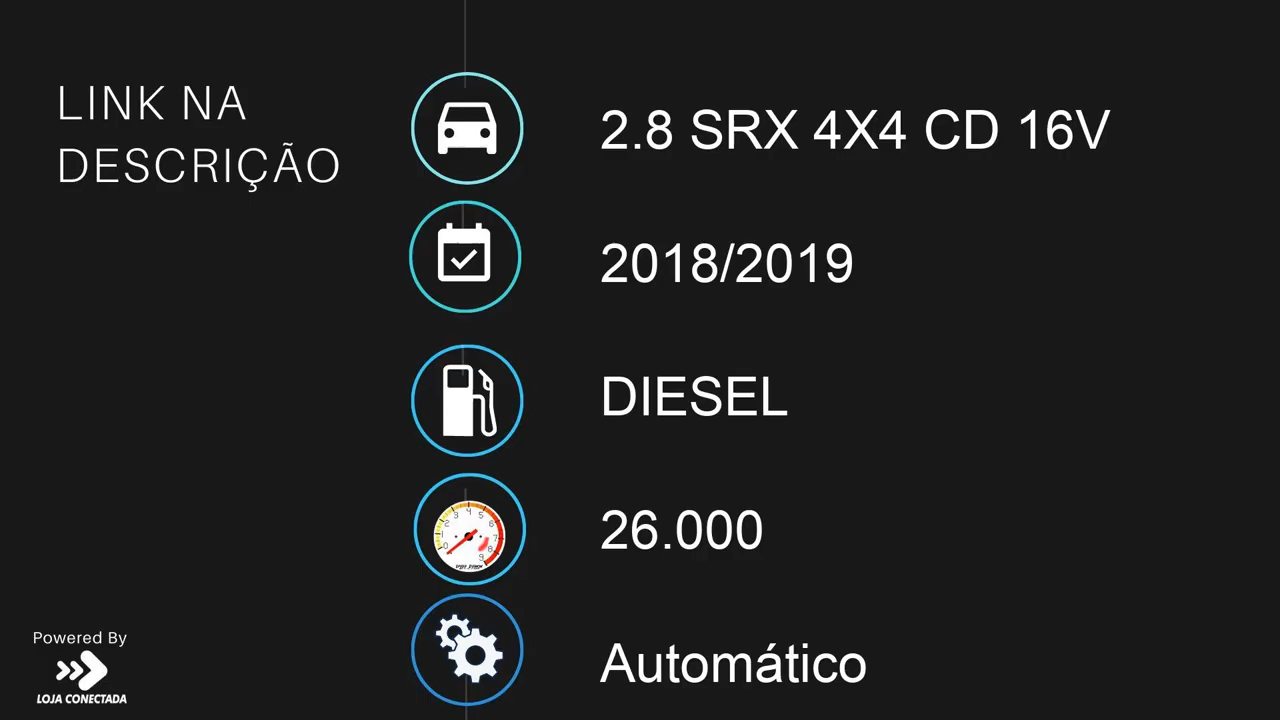 LINK NA
DESCRIÇÃO
2.8 SRX 4X4 CD 16V
2018/2019
DIESEL
26.000
Automático
Powered By
LOJA CONECTADA